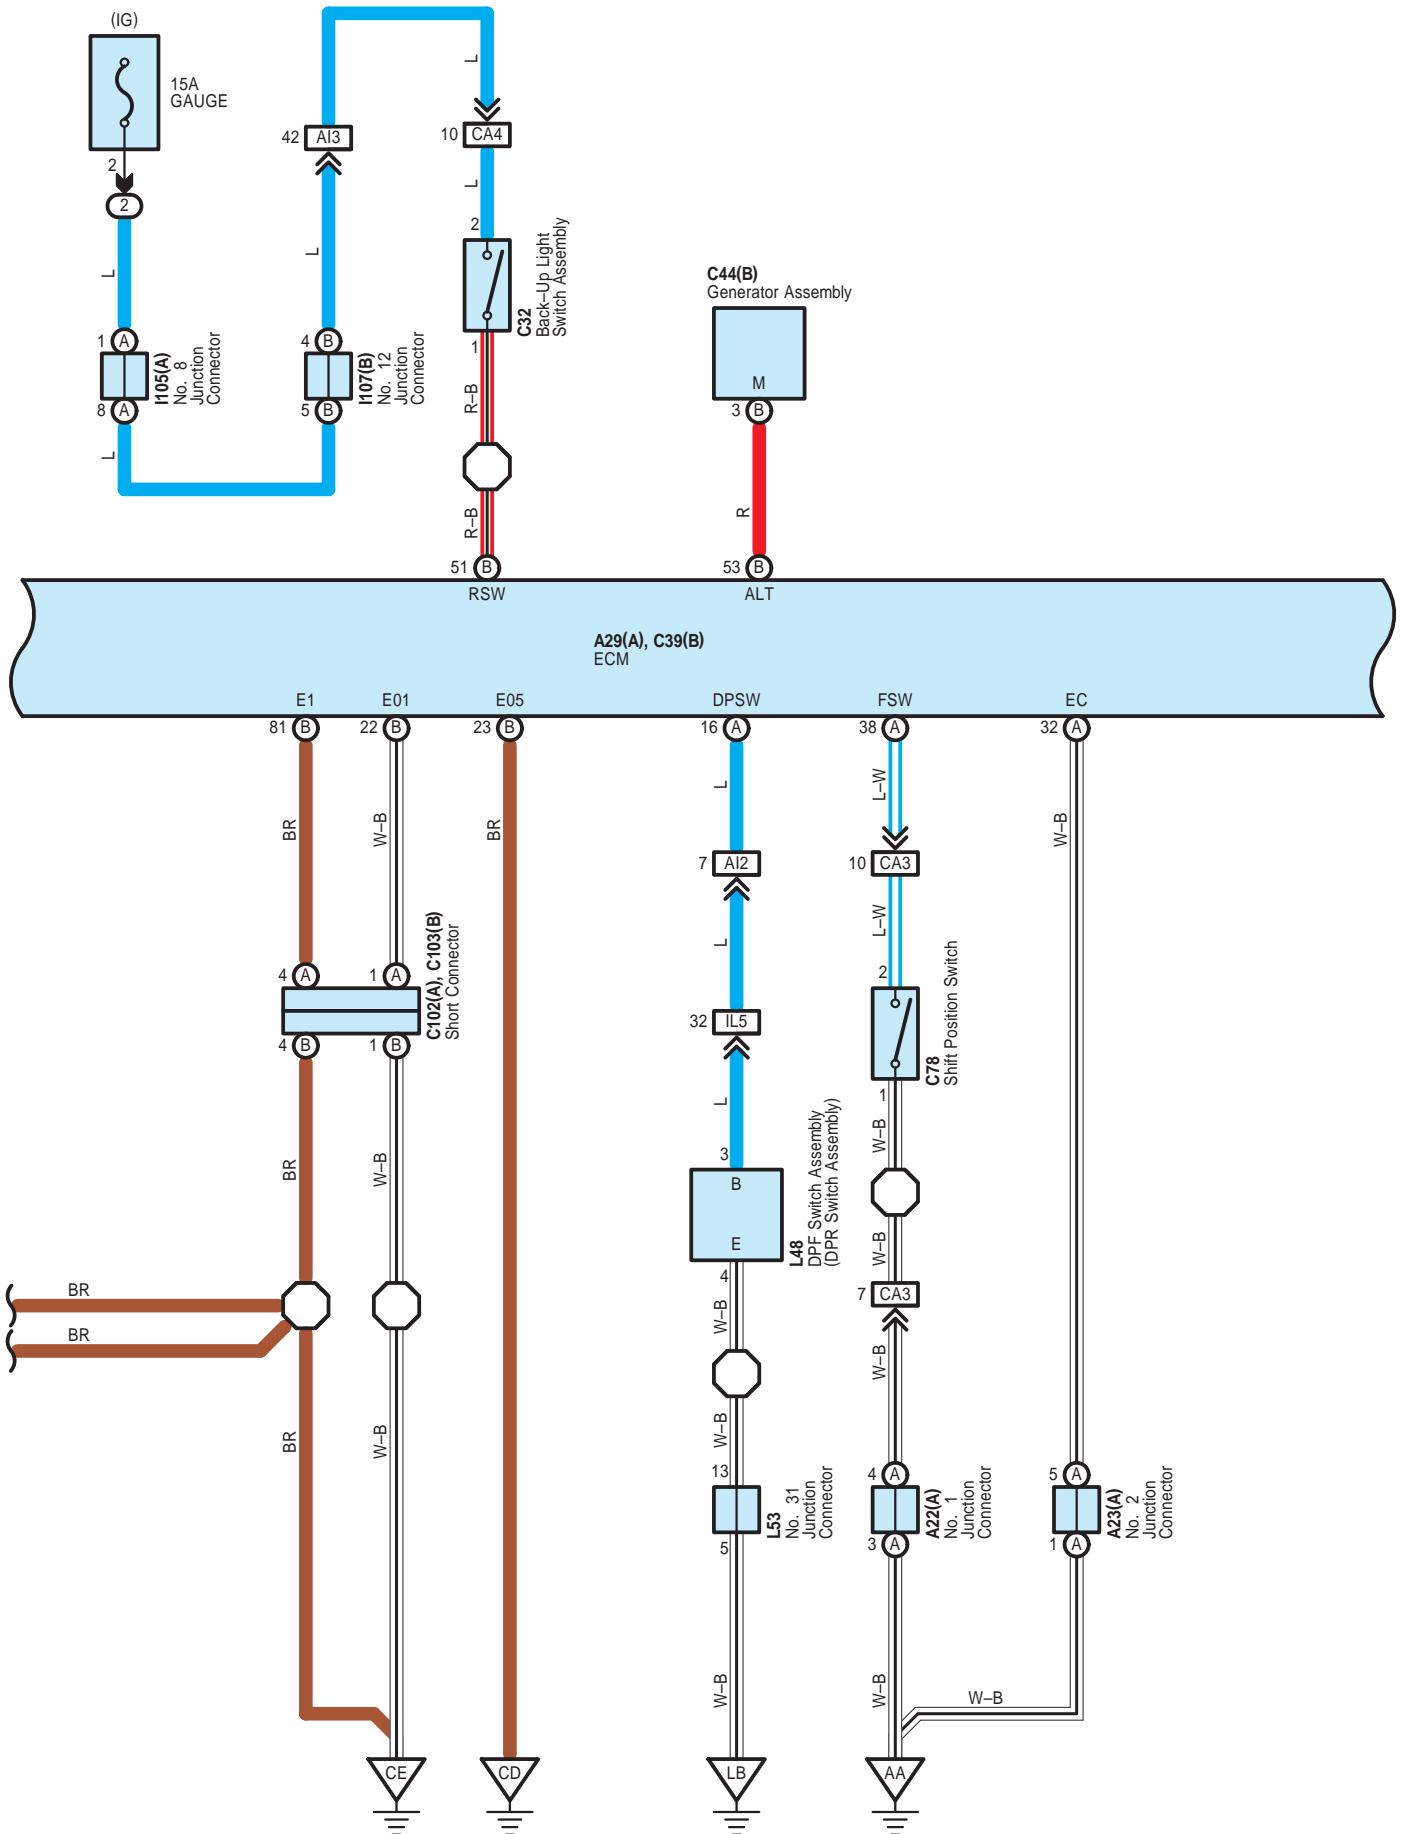 (IG)
15A
GAUGE
2
2
L
1 A
I105(A)
No. 8
Junction
Connector
8 A
L
42 AI3
L
4 B
I107(B)
No. 12
Junction
Connector
5 B
L
10 CA4
L
2
C32
Back–Up Light
Switch Assembly
1
R–B
R–B
51 B
RSW
C44(B)
Generator Assembly
M
3 B
R
53 B
ALT
A29(A), C39(B)
ECM
E1
E01
E05
DPSW
FSW
EC
81 B
22 B
23 B
16 A
38 A
32 A
BR
W–B
BR
L
L–W
W–B
7 AI2
10 CA3
L
L–W
4 A
1 A
C102(A), C103(B)
Short Connector
4 B
1 B
32 IL5
2
C78
Shift Position Switch
1
L
BR
W–B
W–B
3
B
E
L48
DPF Switch Assembly
(DPR Switch Assembly)
4
W–B
W–B
7 CA3
BR
BR
W–B
BR
W–B
W–B
13
L53
No. 31
Junction
Connector
5
4 A
A22(A)
No. 1
Junction
Connector
3 A
5 A
A23(A)
No. 2
Junction
Connector
1 A
W–B
W–B
W–B
CE
CD
LB
AA